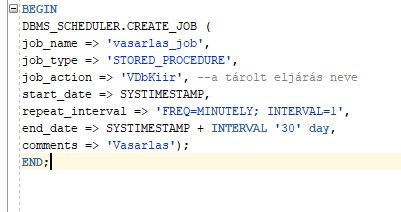 BEGIN
DBMS_SCHEDULER.CREATE_JOB (
job_name => 'vasarlas_job',
job_type => 'STORED_PROCEDURE',
job_action => 'VDbKiir', --a tárolt eljárás neve
start_date => SYSTIMESTAMP,
repeat_interval => 'FREQ=MINUTELY; INTERVAL=1',
end_date => SYSTIMESTAMP + INTERVAL '30' day,
comments => 'Vasarlas');
END;